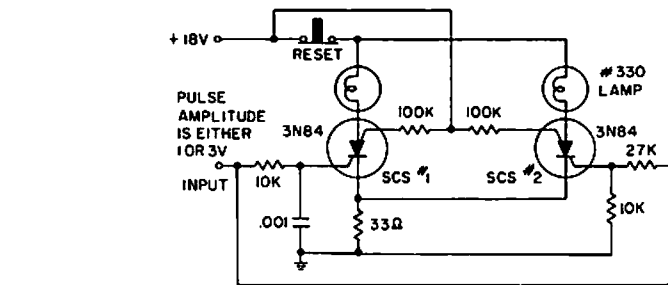 + 18V
RESET
#330
LAMP
PULSE
AMPLITUDE
IS EITHER
1 OR 3V
100K
100K
3N84
3N84
27K
INPUT
10K
SCS #1
SCS #2
10K
.001
33Ω